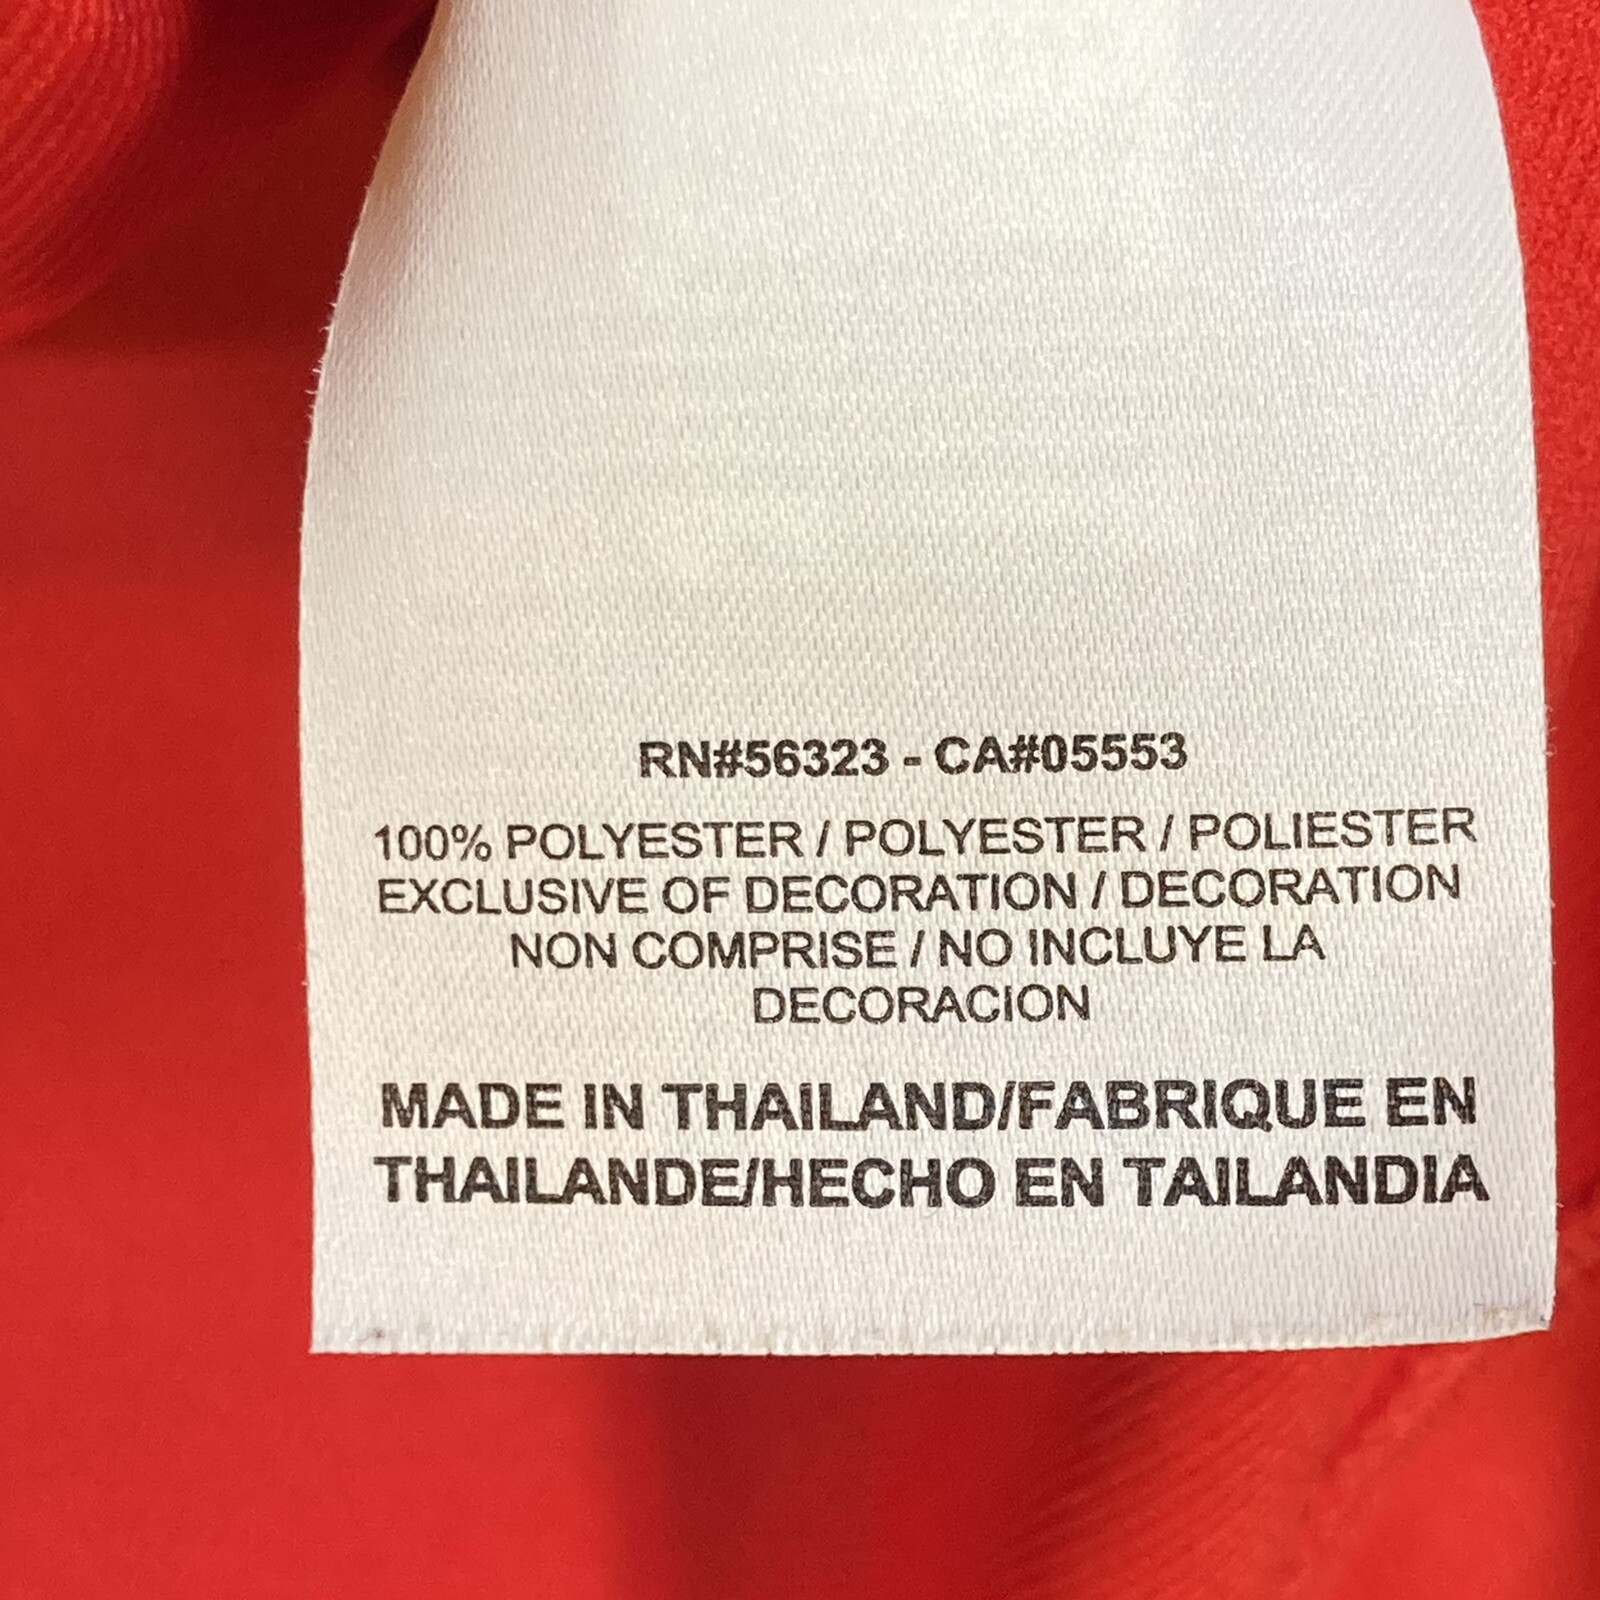 RN#56323 - CA#05553
100% POLYESTER / POLYESTER / POLIESTER
EXCLUSIVE OF DECORATION / DECORATION
NON COMPRISE / NO INCLUYE LA
DECORACION
MADE IN THAILAND/FABRIQUE EN
THAILANDE/HECHO EN TAILANDIA